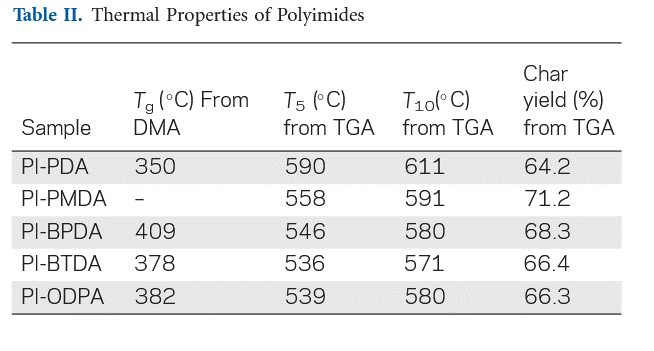 Table II. Thermal Properties of Polyimides
Char
Tg (°C) From T5 (°C) T10(°C) yield (%)
Sample DMA from TGA from TGA from TGA
PI-PDA 350 590 611 64.2
PI-PMDA – 558 591 71.2
PI-BPDA 409 546 580 68.3
PI-BTDA 378 536 571 66.4
PI-ODPA 382 539 580 66.3